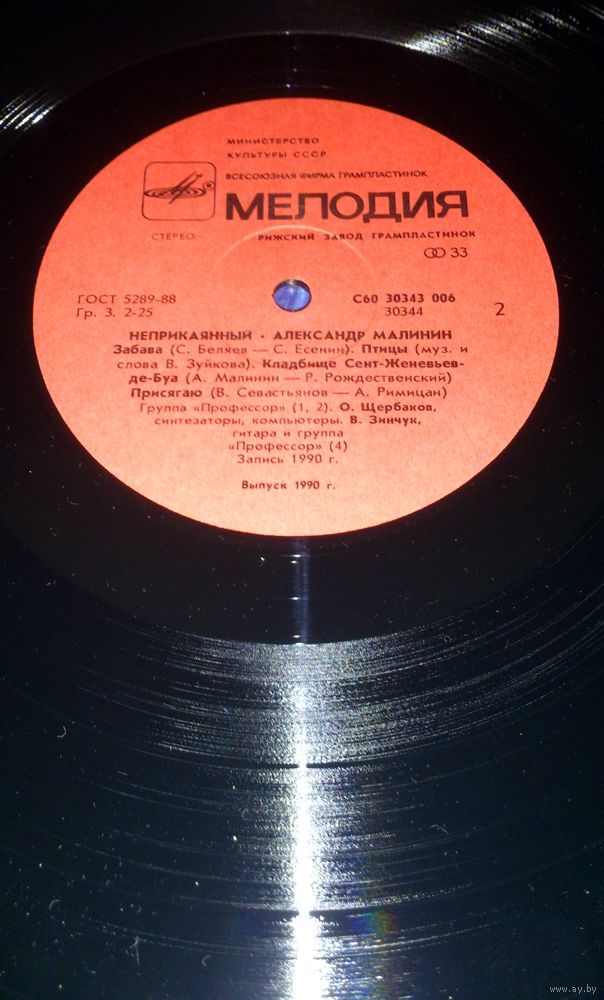 МИНИСТЕРСТВО
КУЛЬТУРЫ СССР
ВСЕСОЮЗНАЯ ФИРМА ГРАМПЛАСТИНОК
МЕЛОДИЯ
СТЕРЕО
РИЖСКИЙ ЗАВОД ГРАМПЛАСТИНОК
33
ГОСТ 5289-88
Гр. 3. 2-25
С60 30343 006
30344
2
НЕПРИКАЯННЫЙ · АЛЕКСАНДР МАЛИНИН
Забава (С. Беляев — С. Есенин). Птицы (муз. и
слова В. Зуйкова). Кладбище Сент-Женевьев-
де-Буа (А. Малинин — Р. Рождественский)
Присягаю (В. Севастьянов — А. Римицан)
Группа «Профессор» (1, 2). О. Щербаков,
синтезаторы, компьютеры. В. Зинчук,
гитара и группа
«Профессор» (4)
Запись 1990 г.
Выпуск 1990 г.
www.ay.by